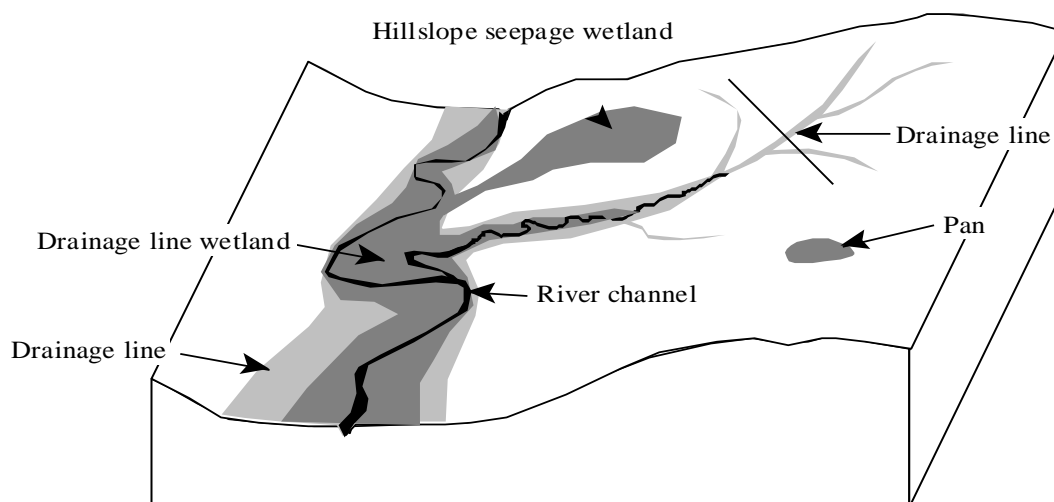 Hillslope seepage wetland
Drainage line
Pan
Drainage line wetland
River channel
Drainage line